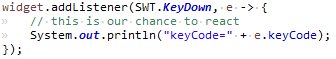 widget.addListener(SWT.KeyDown, e -> {
» // this is our chance to react
» System.out.println("keyCode=" + e.keyCode);
});